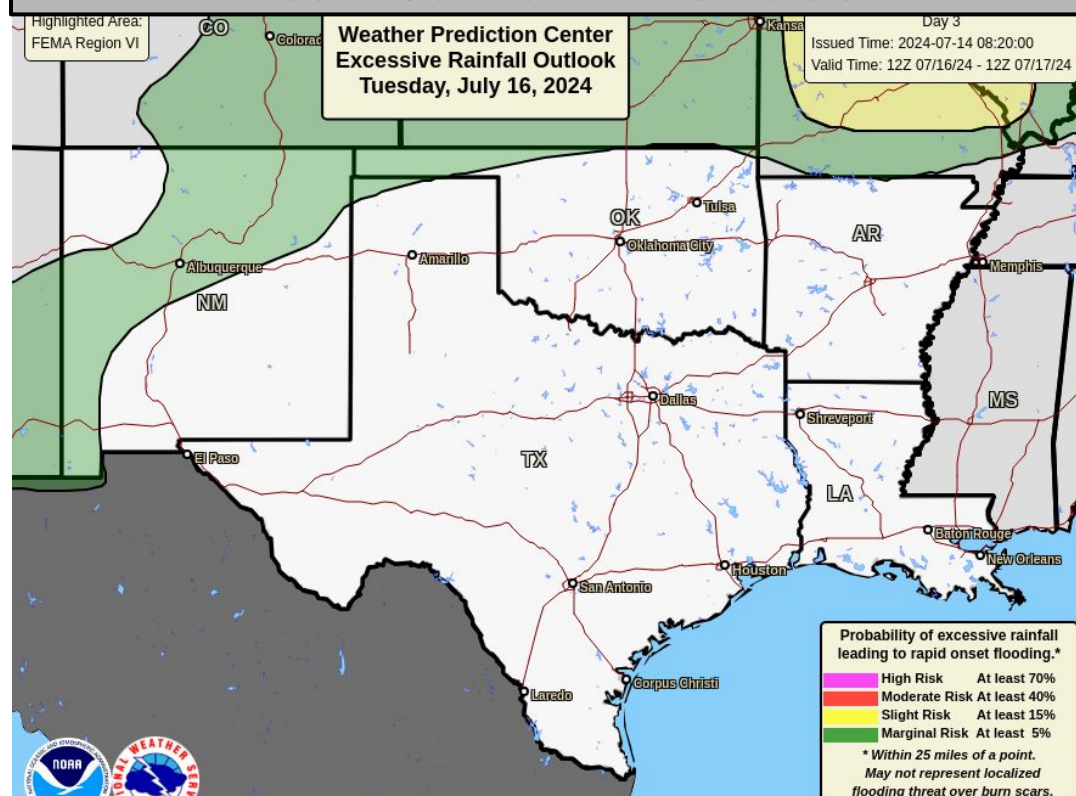 Highlighted Area:
FEMA Region VI
Weather Prediction Center
Excessive Rainfall Outlook
Tuesday, July 16, 2024
Day 3
Issued Time: 2024-07-14 08:20:00
Valid Time: 12Z 07/16/24 - 12Z 07/17/24
CO
Colorad
Kansa
Tulsa
OK
Oklahoma City
AR
Amarillo
Albuquerque
Memphis
NM
Dallas
MS
Shreveport
El Paso
TX
LA
Baton Rouge
New Orleans
Houston
San Antonio
Corpus Christi
Laredo
Probability of excessive rainfall
leading to rapid onset flooding.*
High Risk At least 70%
Moderate Risk At least 40%
Slight Risk At least 15%
Marginal Risk At least 5%
* Within 25 miles of a point.
May not represent localized
flooding threat over burn scars.
NOAA
WEATHER